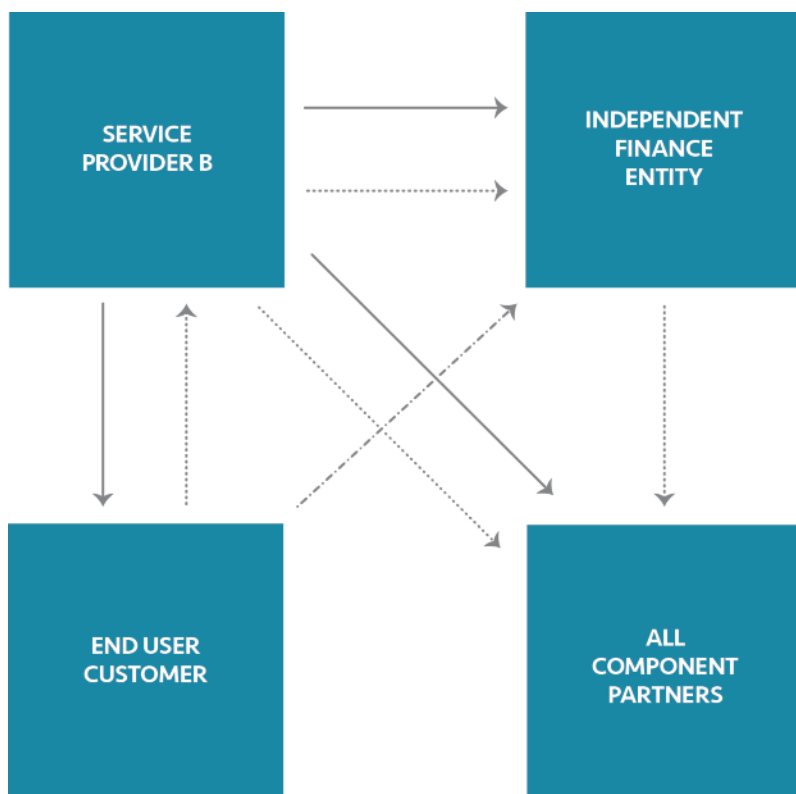 SERVICE
PROVIDER B
INDEPENDENT
FINANCE
ENTITY
END USER
CUSTOMER
ALL
COMPONENT
PARTNERS